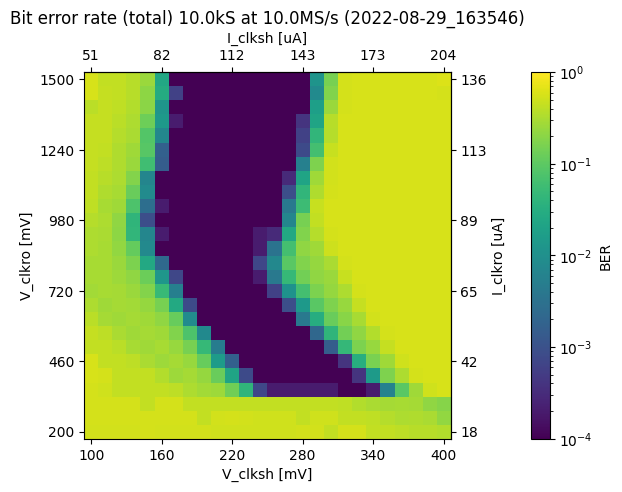 Bit error rate (total) 10.0kS at 10.0MS/s (2022-08-29_163546)
I_clksh [uA]
51 82 112 143 173 204
1500 1240 980 720 460 200
V_clkro [mV]
136 113 89 65 42 18
I_clkro [uA]
10^0 10^-1 10^-2 10^-3 10^-4
BER
100 160 220 280 340 400
V_clksh [mV]